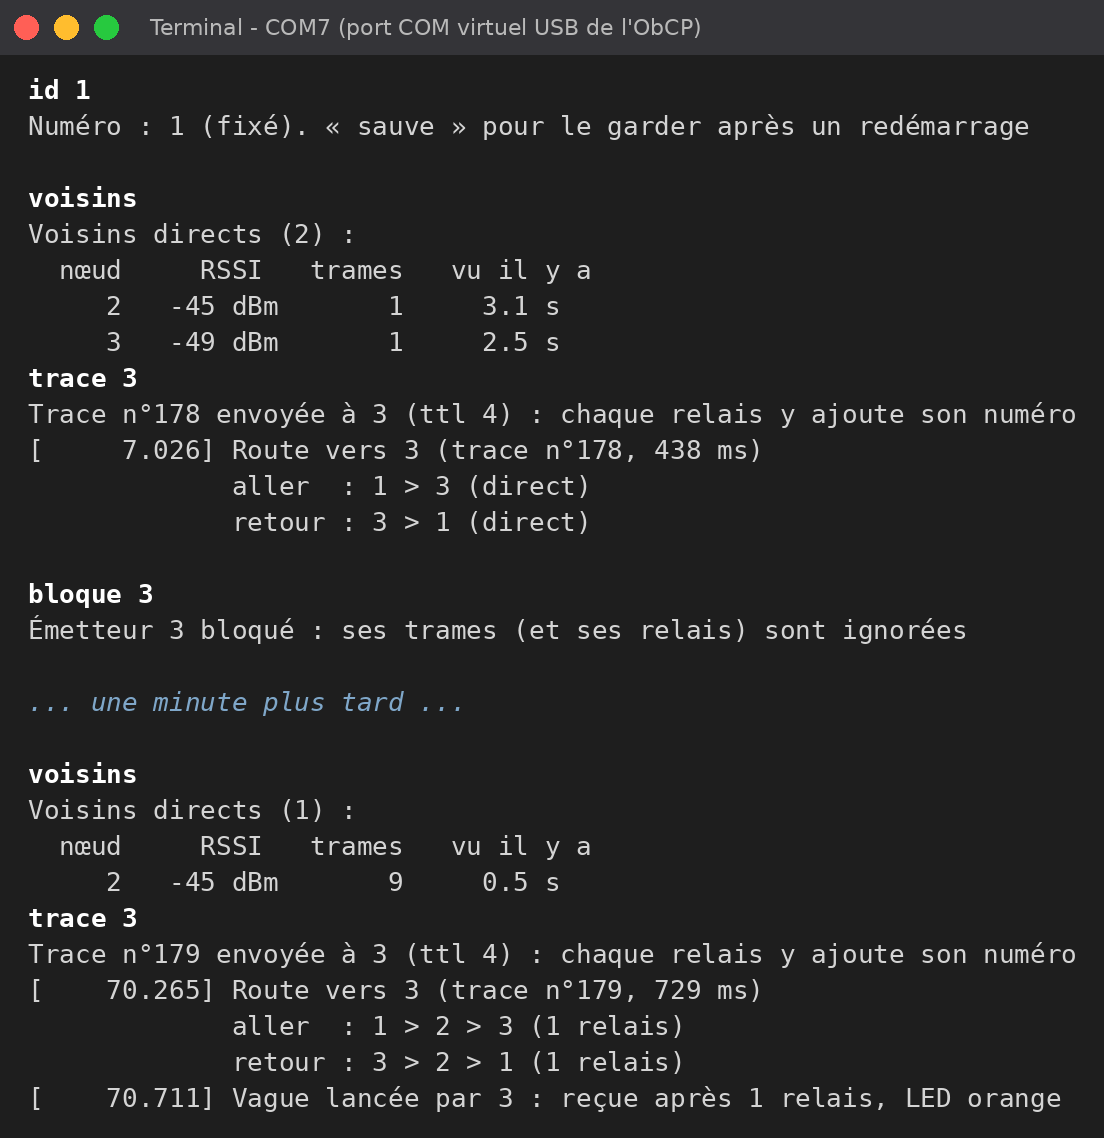 Terminal - COM7 (port COM virtuel USB de l'ObCP)
id 1
Numéro : 1 (fixé). « sauve » pour le garder après un redémarrage
voisins
Voisins directs (2) :
nœud RSSI trames vu il y a
2 -45 dBm 1 3.1 s
3 -49 dBm 1 2.5 s
trace 3
Trace n°178 envoyée à 3 (ttl 4) : chaque relais y ajoute son numéro
[ 7.026] Route vers 3 (trace n°178, 438 ms)
aller : 1 > 3 (direct)
retour : 3 > 1 (direct)
bloque 3
Émetteur 3 bloqué : ses trames (et ses relais) sont ignorées
... une minute plus tard ...
voisins
Voisins directs (1) :
nœud RSSI trames vu il y a
2 -45 dBm 9 0.5 s
trace 3
Trace n°179 envoyée à 3 (ttl 4) : chaque relais y ajoute son numéro
[ 70.265] Route vers 3 (trace n°179, 729 ms)
aller : 1 > 2 > 3 (1 relais)
retour : 3 > 2 > 1 (1 relais)
[ 70.711] Vague lancée par 3 : reçue après 1 relais, LED orange